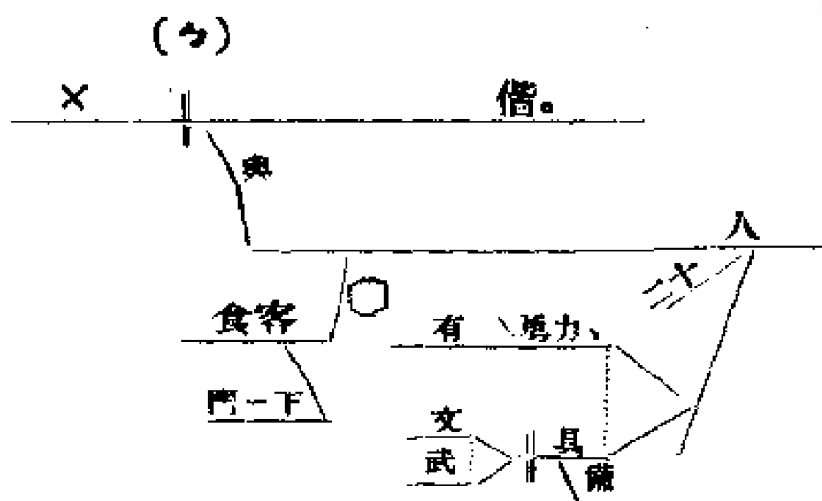 (ㄅ)
× 偕。
與
人
二十
食客
有、勇力、
門-下
文
武
具
備